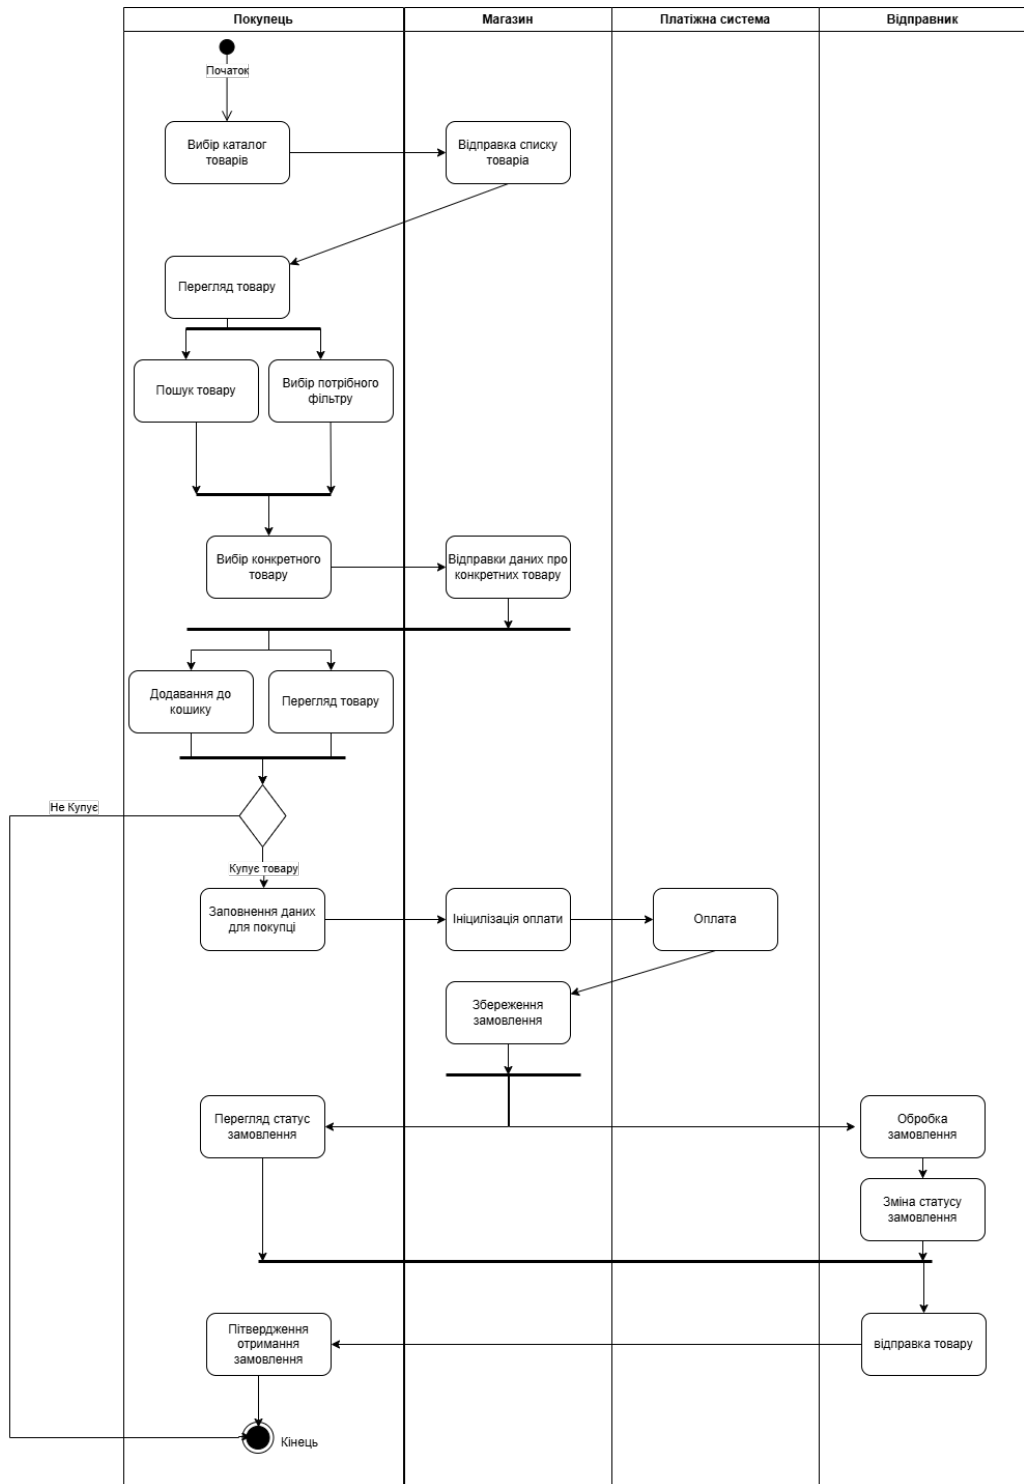 Покупець
Магазин
Платіжна система
Відправник
Початок
Вибір каталог
товарів
Відправка списку
товаріа
Перегляд товару
Пошук товару
Вибір потрібного
фільтру
Вибір конкретного
товару
Відправки даних про
конкретних товару
Додавання до
кошику
Перегляд товару
Не Купує
Купує товару
Заповнення даних
для покупці
Ініцилізація оплати
Оплата
Збереження
замовлення
Перегляд статус
замовлення
Обробка
замовлення
Зміна статусу
замовлення
Пітвердження
отримання
замовлення
відправка товару
Кінець